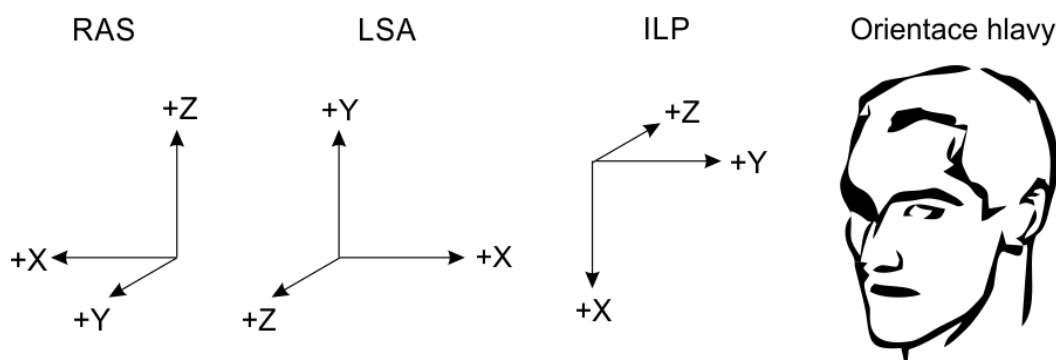 RAS
LSA
ILP
Orientace hlavy
+Z
+X
+Y
+Y
+X
+Z
+Z
+Y
+X